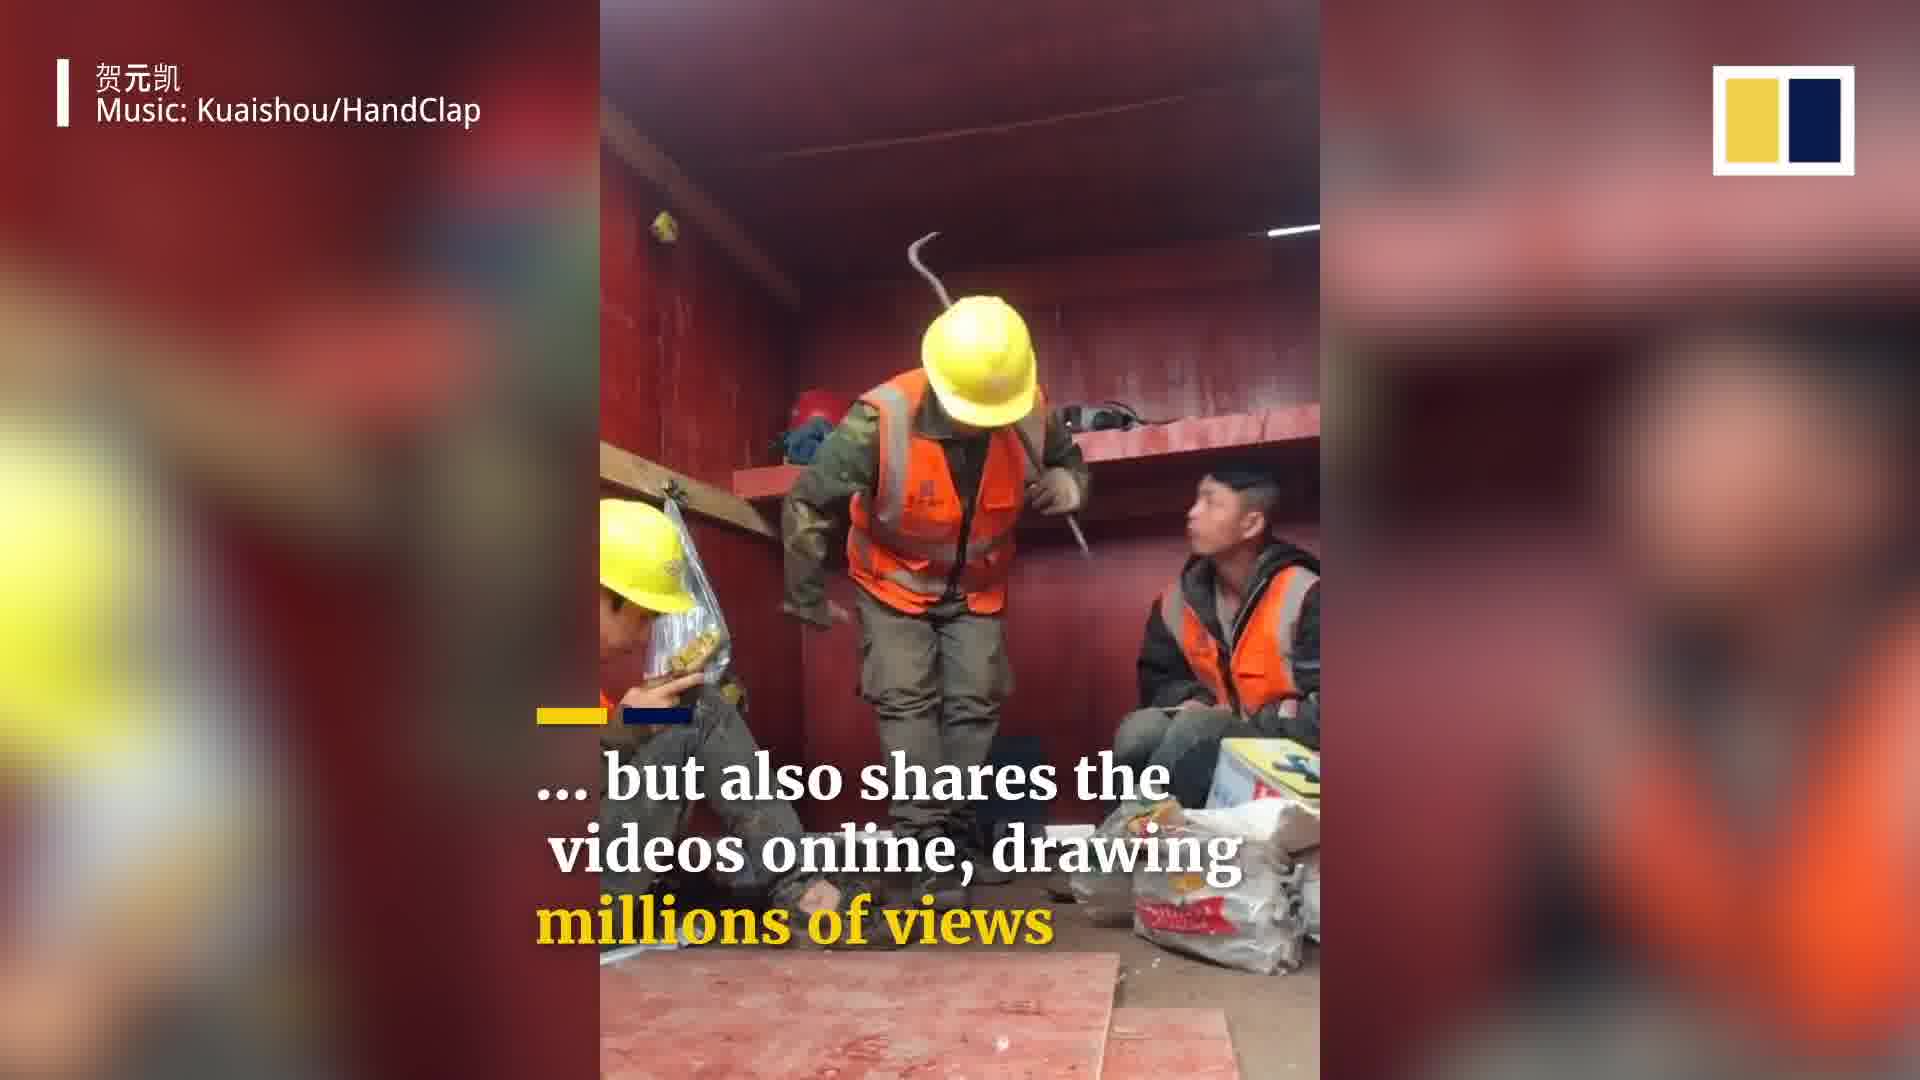 贺元凯
Music: Kuaishou/HandClap
... but also shares the
videos online, drawing
millions of views